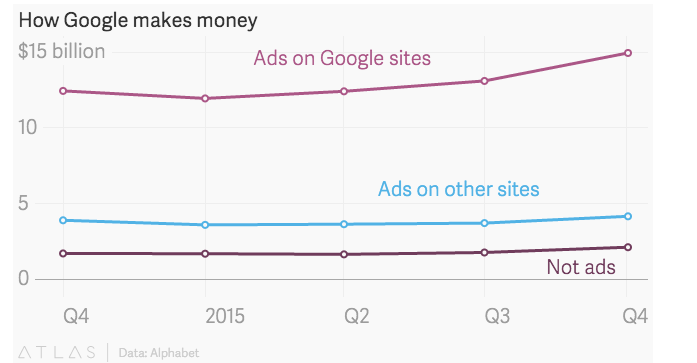 How Google makes money
$15 billion
Ads on Google sites
10
Ads on other sites
5
Not ads
0
Q4 2015 Q2 Q3 Q4
ATLAS | Data: Alphabet